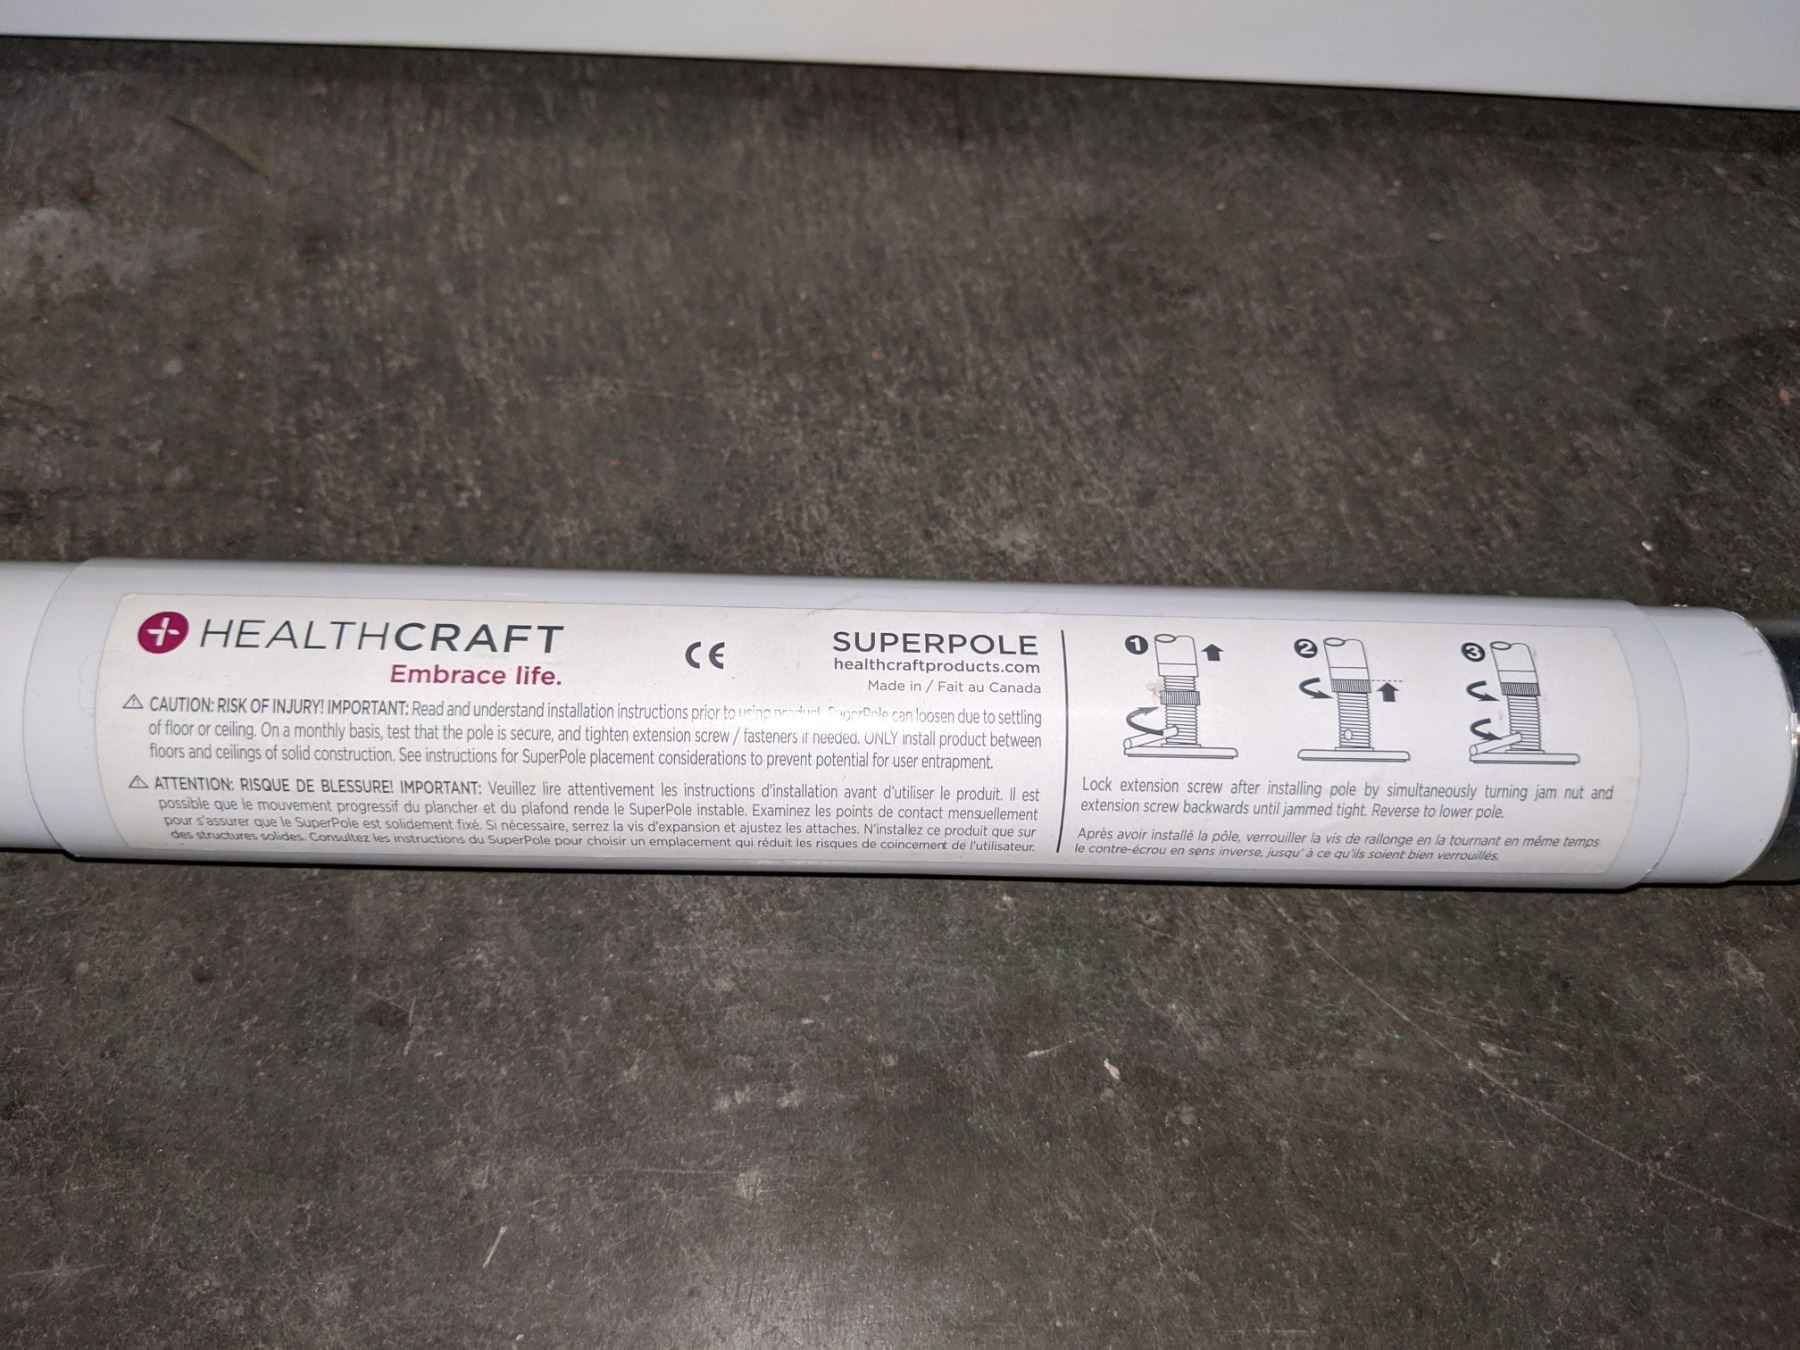 HEALTHCRAFT
Embrace life.
CE
SUPERPOLE
healthcraftproducts.com
Made in / Fait au Canada
CAUTION: RISK OF INJURY! IMPORTANT: Read and understand installation instructions prior to using product. SuperPole can loosen due to settling
of floor or ceiling. On a monthly basis, test that the pole is secure, and tighten extension screw / fasteners if needed. ONLY install product between
floors and ceilings of solid construction. See instructions for SuperPole placement considerations to prevent potential for user entrapment.
ATTENTION: RISQUE DE BLESSURE! IMPORTANT: Veuillez lire attentivement les instructions d'installation avant d'utiliser le produit. Il est
possible que le mouvement progressif du plancher et du plafond rende le SuperPole instable. Examinez les points de contact mensuellement
pour s'assurer que le SuperPole est solidement fixé. Si nécessaire, serrez la vis d'expansion et ajustez les attaches. N'installez ce produit que sur
des structures solides. Consultez les instructions du SuperPole pour choisir un emplacement qui réduit les risques de coincement de l'utilisateur.
1 2 3
Lock extension screw after installing pole by simultaneously turning jam nut and
extension screw backwards until jammed tight. Reverse to lower pole.
Après avoir installé la pôle, verrouiller la vis de rallonge en la tournant en même temps
le contre-écrou en sens inverse, jusqu' à ce qu'ils soient bien verrouillés.